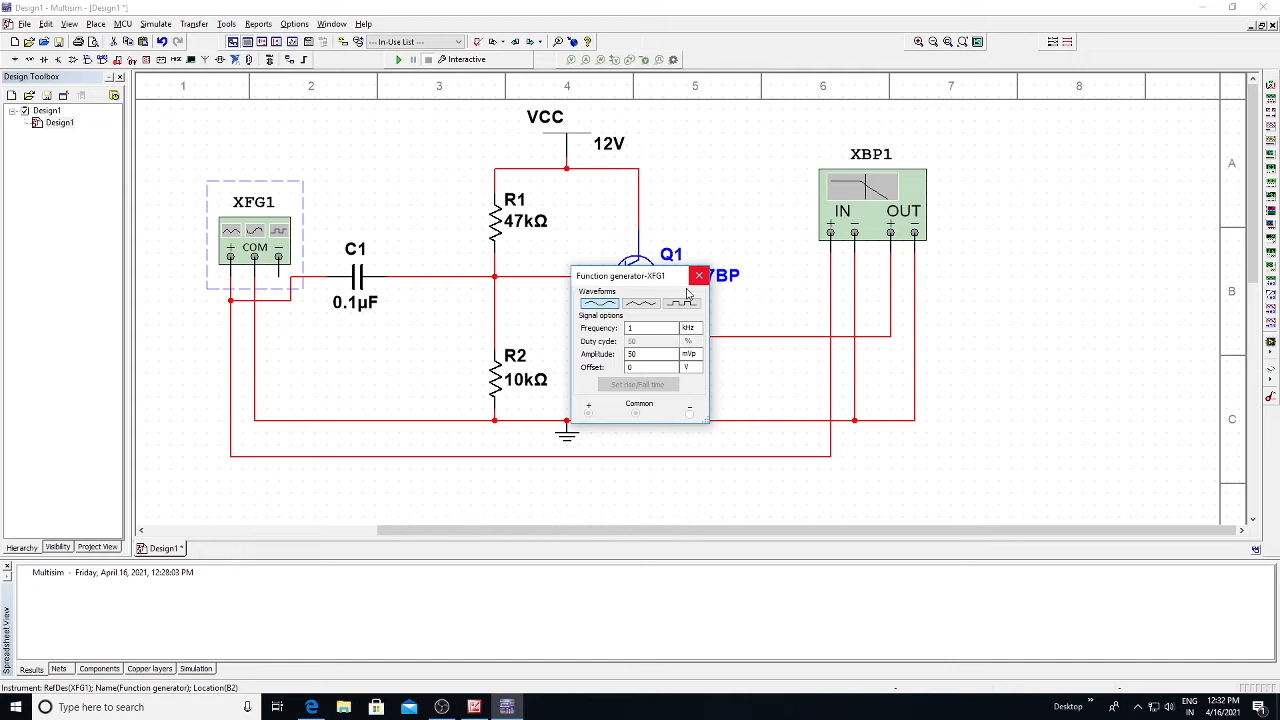 Design1 - Multisim - [Design1 *]
File Edit View Place MCU Simulate Transfer Tools Reports Options Window Help
--- In-Use List ---
Interactive
Design Toolbox
Design1
Design1
1 2 3 4 5 6 7 8
A
B
C
VCC
12V
XFG1
COM
R1
47kΩ
C1
0.1µF
R2
10kΩ
Q1
7BP
XBP1
IN OUT
Function generator-XFG1
Waveforms
Signal options
Frequency: 1 kHz
Duty cycle: 50 %
Amplitude: 50 mVp
Offset: 0 V
Set rise/Fall time
+ Common −
Hierarchy Visibility Project View
Design1 *
Multisim - Friday, April 16, 2021, 12:28:03 PM
Spreadsheet View
Results Nets Components Copper layers Simulation
Instrument: RefDes(XFG1); Name(Function generator); Location(B2)
Type here to search
Desktop
ENG
IN
12:32 PM
4/16/2021